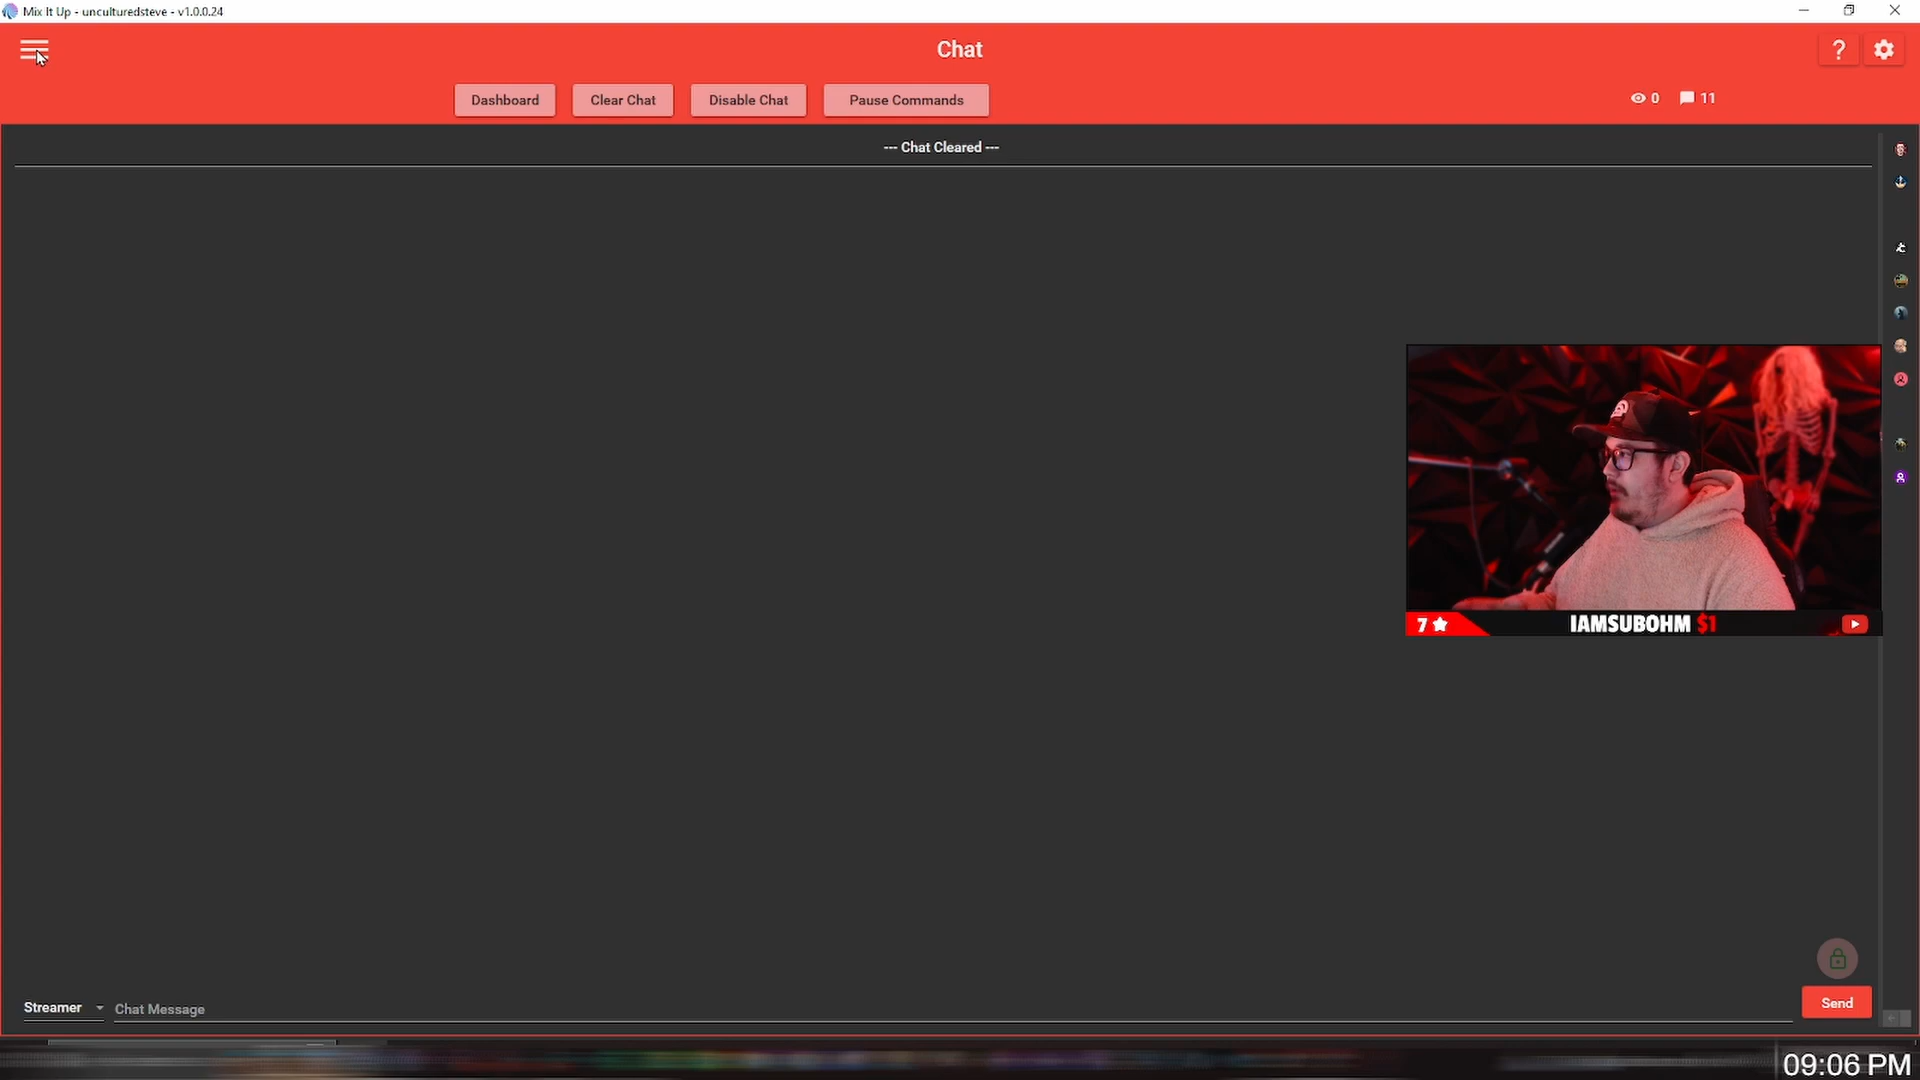 Mix It Up - unculturedsteve - v1.0.0.24
Chat
?
Dashboard
Clear Chat
Disable Chat
Pause Commands
0
11
--- Chat Cleared ---
7
IAMSUBOHM $1
Streamer
Chat Message
Send
09:06 PM